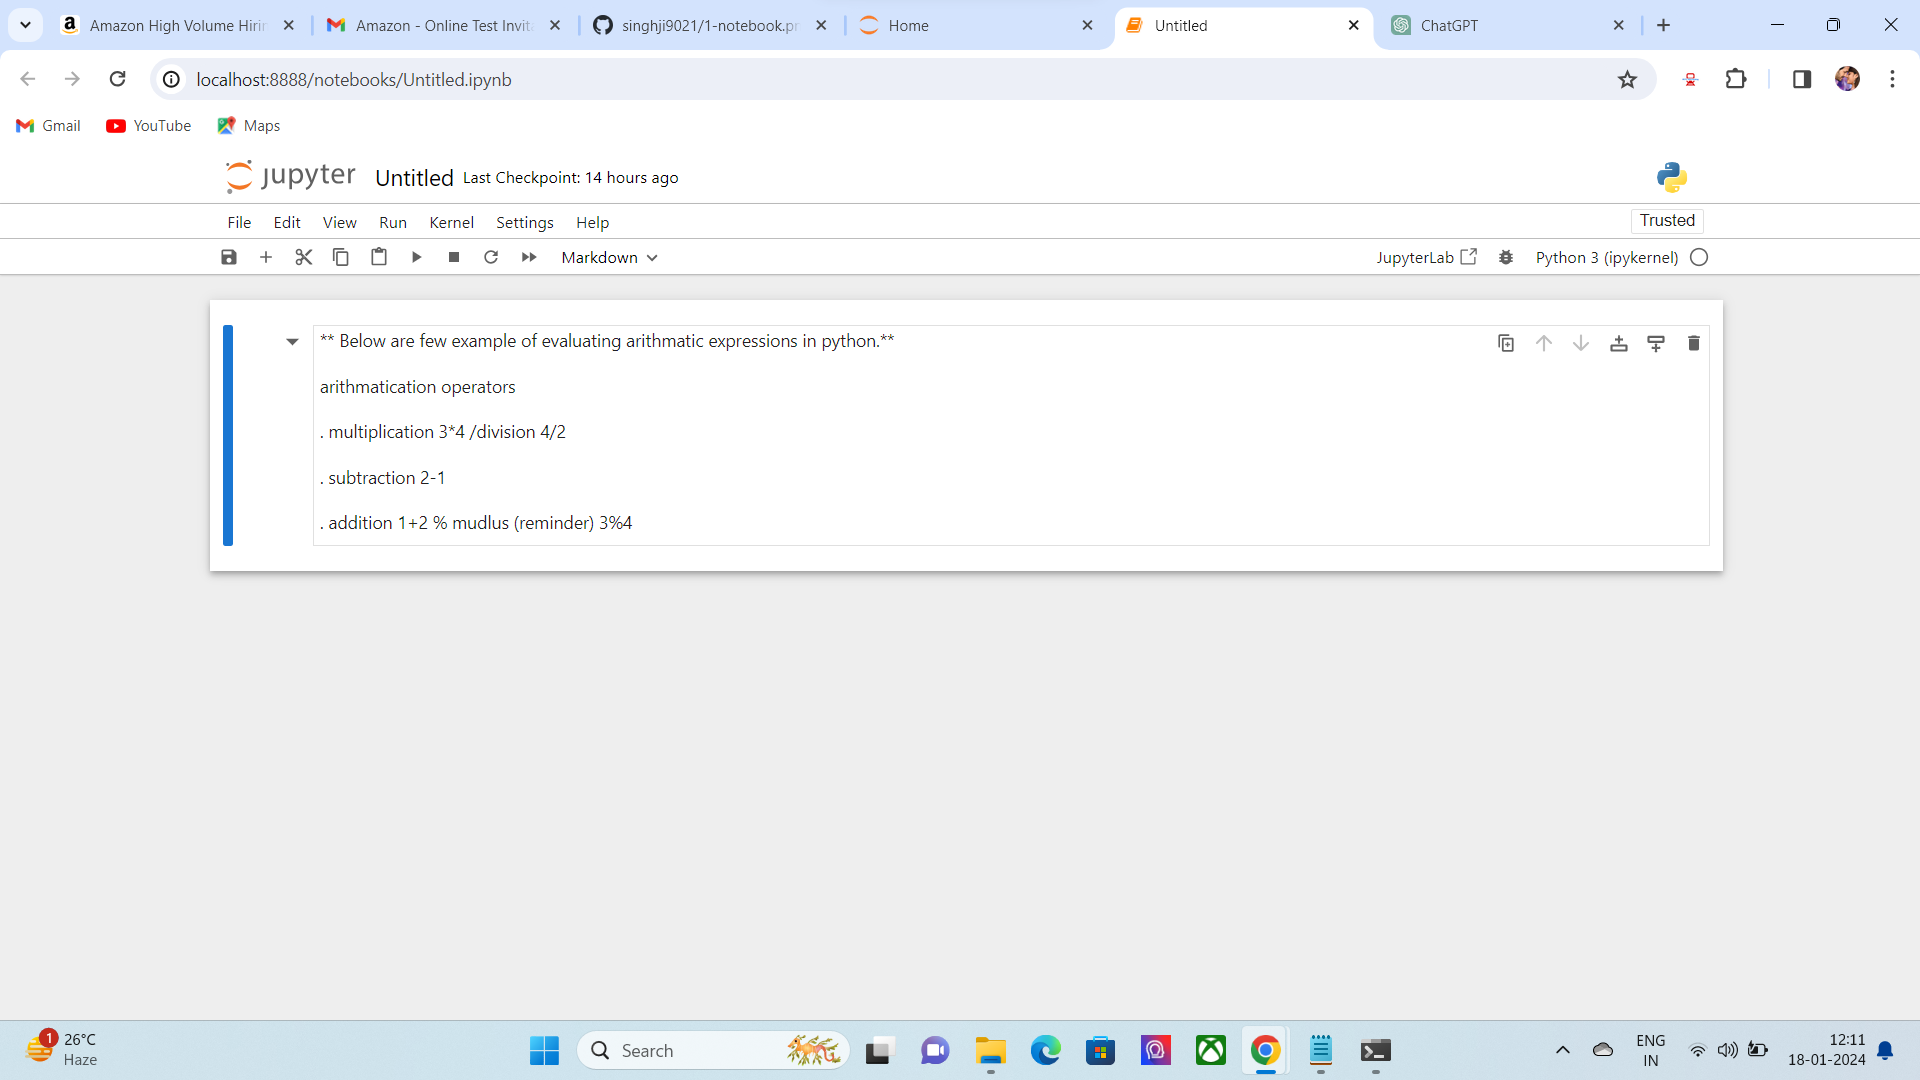 Amazon High Volume Hirin
Amazon - Online Test Invita
singhji9021/1-notebook.pr
Home
Untitled
ChatGPT
localhost:8888/notebooks/Untitled.ipynb
Gmail
YouTube
Maps
jupyter
Untitled
Last Checkpoint: 14 hours ago
File
Edit
View
Run
Kernel
Settings
Help
Trusted
Markdown
JupyterLab
Python 3 (ipykernel)
** Below are few example of evaluating arithmatic expressions in python.**
arithmatication operators
. multiplication 3*4 /division 4/2
. subtraction 2-1
. addition 1+2 % mudlus (reminder) 3%4
1
26°C
Haze
Search
ENG
IN
12:11
18-01-2024